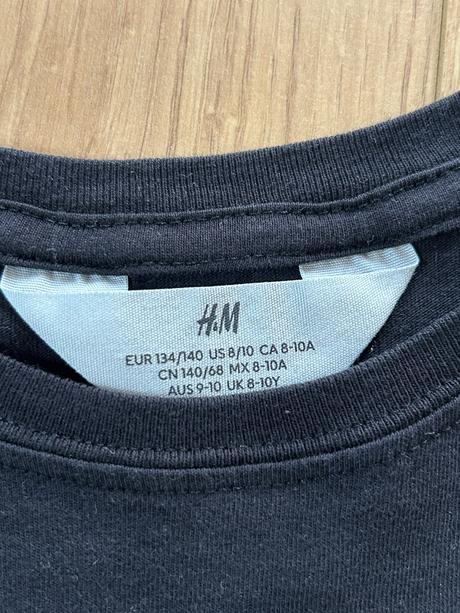 H&M
EUR 134/140 US 8/10 CA 8-10A
CN 140/68 MX 8-10A
AUS 9-10 UK 8-10Y